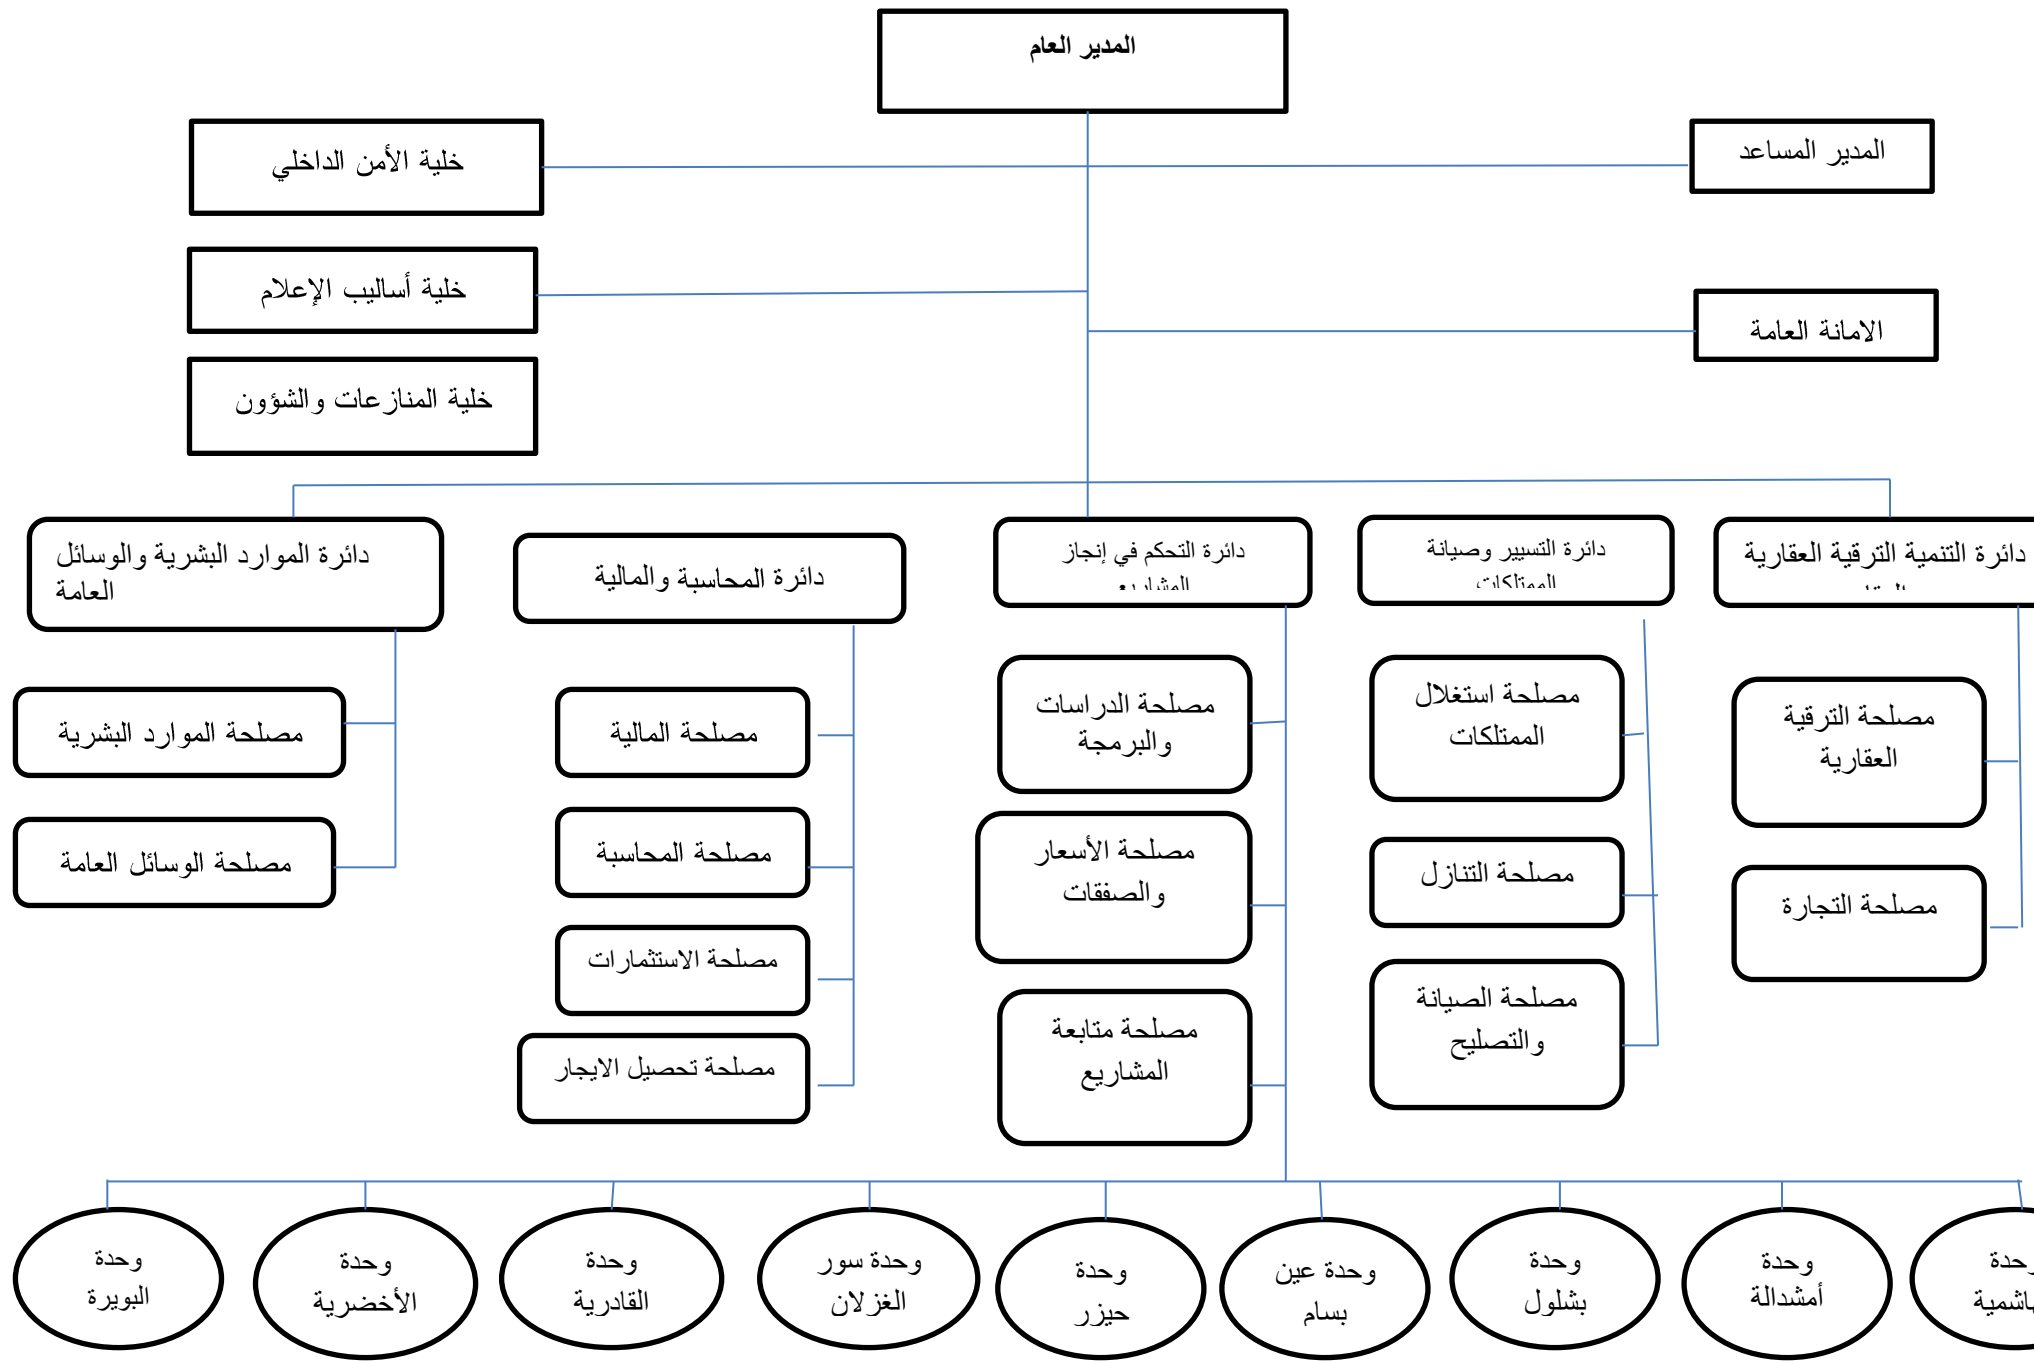 المدير العام
المدير المساعد
خلية الأمن الداخلي
خلية أساليب الإعلام
الامانة العامة
خلية المنازعات والشؤون
دائرة التنمية الترقية العقارية
دائرة التسيير وصيانة
الممتلكات
دائرة التحكم في إنجاز
المشاريع
دائرة المحاسبة والمالية
دائرة الموارد البشرية والوسائل
العامة
مصلحة الترقية
العقارية
مصلحة التجارة
مصلحة استغلال
الممتلكات
مصلحة التنازل
مصلحة الصيانة
والتصليح
مصلحة الدراسات
والبرمجة
مصلحة الأسعار
والصفقات
مصلحة متابعة
المشاريع
مصلحة المالية
مصلحة المحاسبة
مصلحة الاستثمارات
مصلحة تحصيل الايجار
مصلحة الموارد البشرية
مصلحة الوسائل العامة
وحدة
أمشدالة
وحدة
بشلول
وحدة عين
بسام
وحدة
حيزر
وحدة سور
الغزلان
وحدة
القادرية
وحدة
الأخضرية
وحدة
البويرة